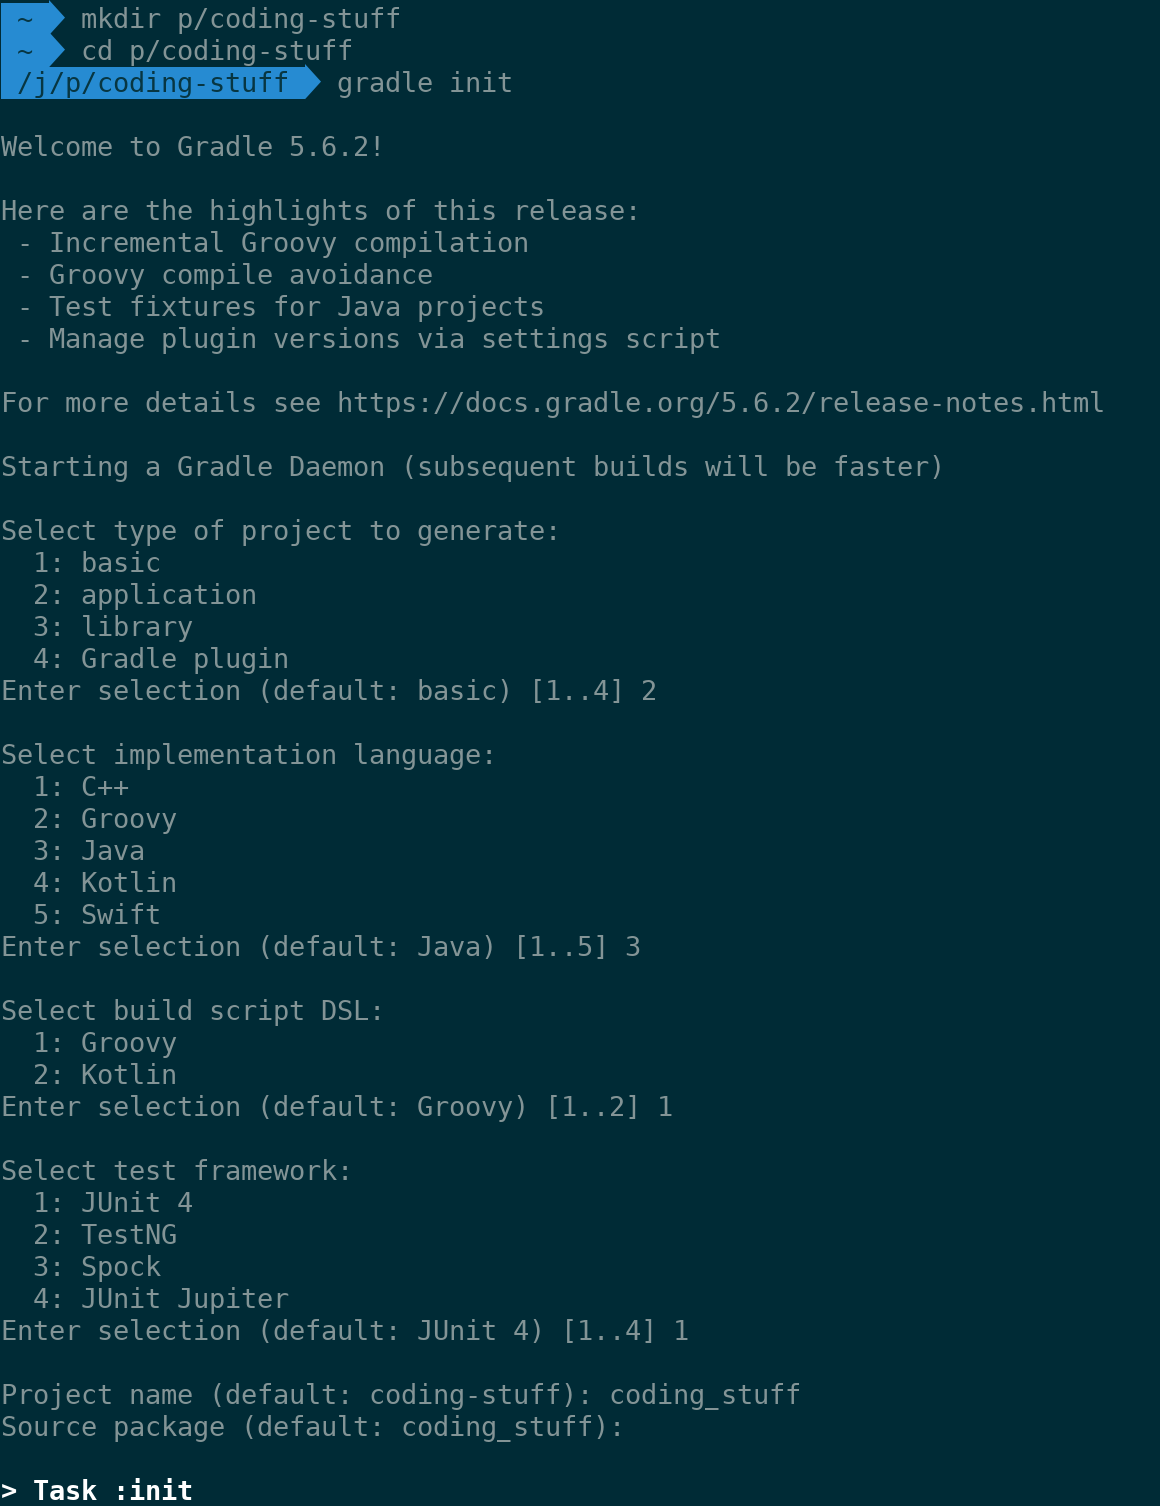 ~ mkdir p/coding-stuff
~ cd p/coding-stuff
/j/p/coding-stuff gradle init
Welcome to Gradle 5.6.2!
Here are the highlights of this release:
- Incremental Groovy compilation
- Groovy compile avoidance
- Test fixtures for Java projects
- Manage plugin versions via settings script
For more details see https://docs.gradle.org/5.6.2/release-notes.html
Starting a Gradle Daemon (subsequent builds will be faster)
Select type of project to generate:
1: basic
2: application
3: library
4: Gradle plugin
Enter selection (default: basic) [1..4] 2
Select implementation language:
1: C++
2: Groovy
3: Java
4: Kotlin
5: Swift
Enter selection (default: Java) [1..5] 3
Select build script DSL:
1: Groovy
2: Kotlin
Enter selection (default: Groovy) [1..2] 1
Select test framework:
1: JUnit 4
2: TestNG
3: Spock
4: JUnit Jupiter
Enter selection (default: JUnit 4) [1..4] 1
Project name (default: coding-stuff): coding_stuff
Source package (default: coding_stuff):
> Task :init